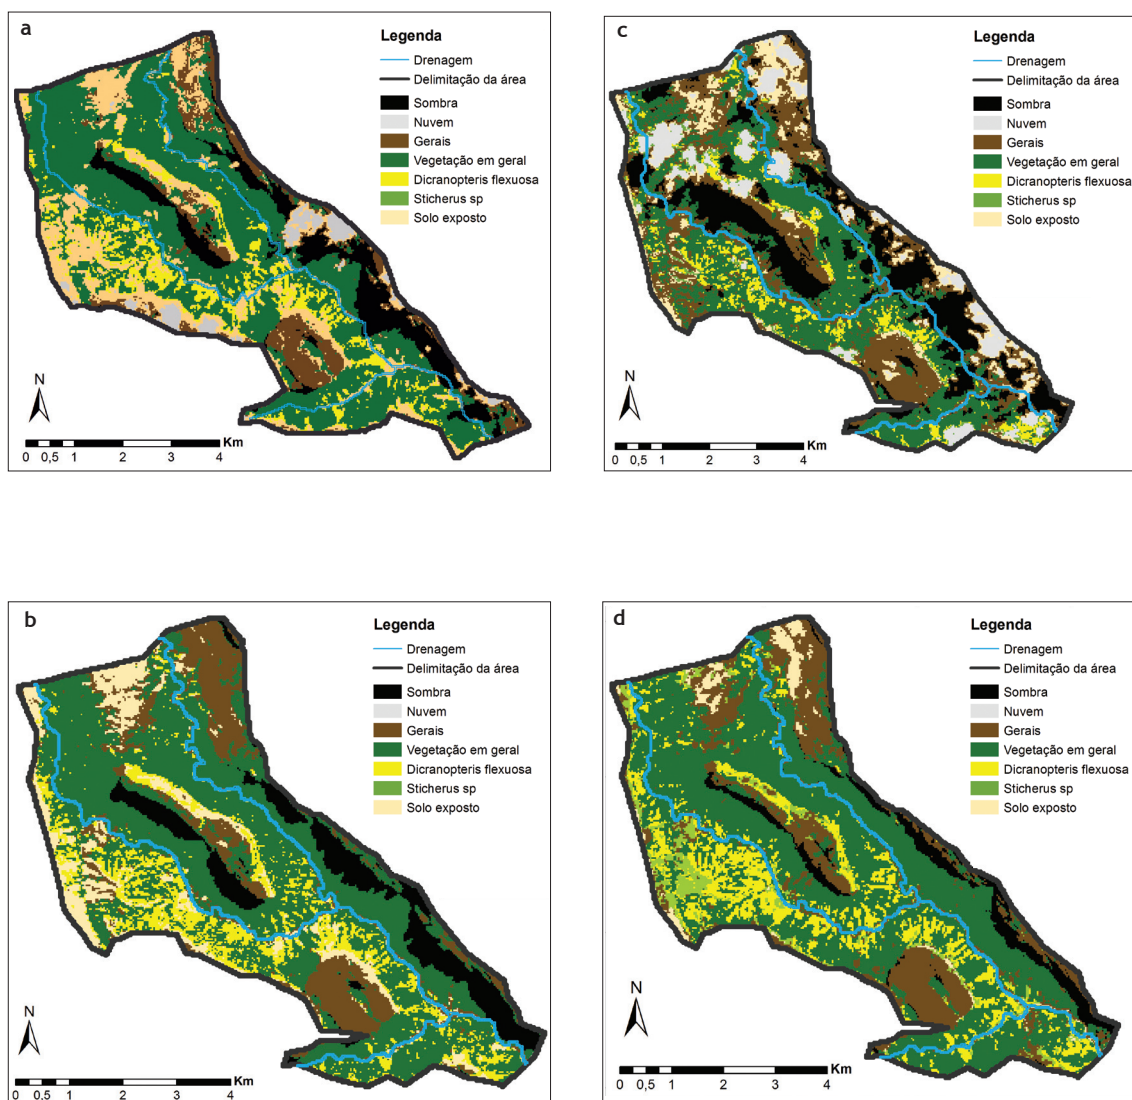 a
Legenda
Drenagem
Delimitação da área
Sombra
Nuvem
Gerais
Vegetação em geral
Dicranopteris flexuosa
Sticherus sp
Solo exposto
N
Km
0 0,5 1 2 3 4
c
Legenda
Drenagem
Delimitação da área
Sombra
Nuvem
Gerais
Vegetação em geral
Dicranopteris flexuosa
Sticherus sp
Solo exposto
N
Km
0 0,5 1 2 3 4
b
Legenda
Drenagem
Delimitação da área
Sombra
Nuvem
Gerais
Vegetação em geral
Dicranopteris flexuosa
Sticherus sp
Solo exposto
N
Km
0 0,5 1 2 3 4
d
Legenda
Drenagem
Delimitação da área
Sombra
Nuvem
Gerais
Vegetação em geral
Dicranopteris flexuosa
Sticherus sp
Solo exposto
N
Km
0 0,5 1 2 3 4